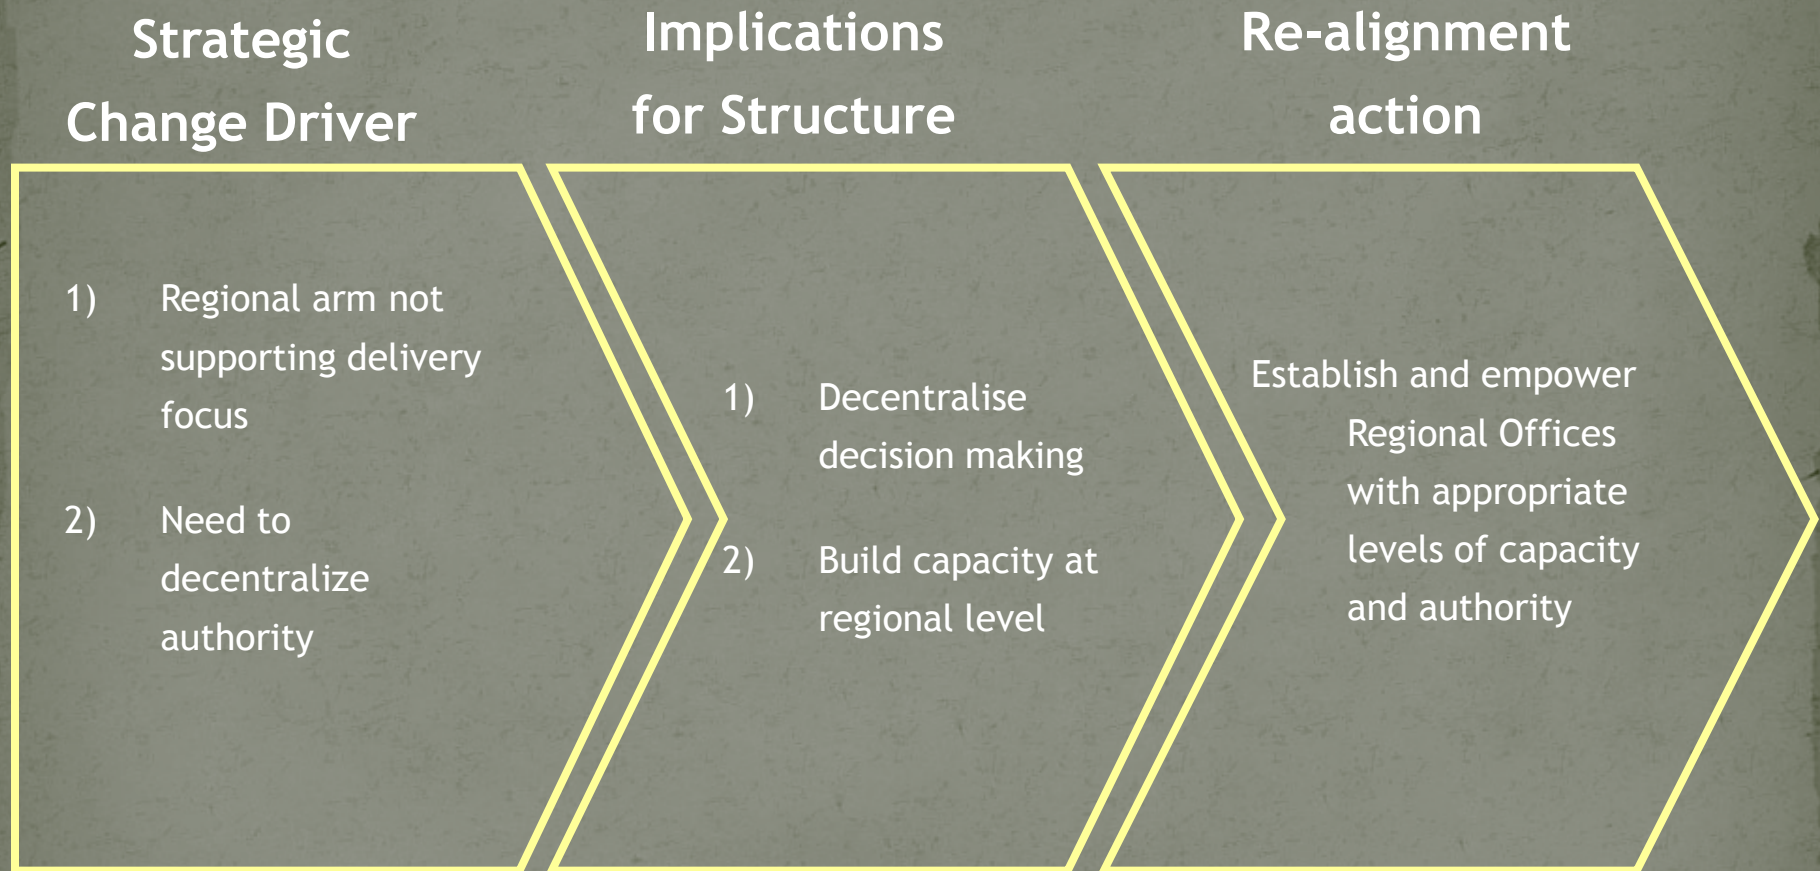 Strategic
Change Driver
Implications
for Structure
Re-alignment
action
1) Regional arm not
supporting delivery
focus
2) Need to
decentralize
authority
1) Decentralise
decision making
2) Build capacity at
regional level
Establish and empower
Regional Offices
with appropriate
levels of capacity
and authority